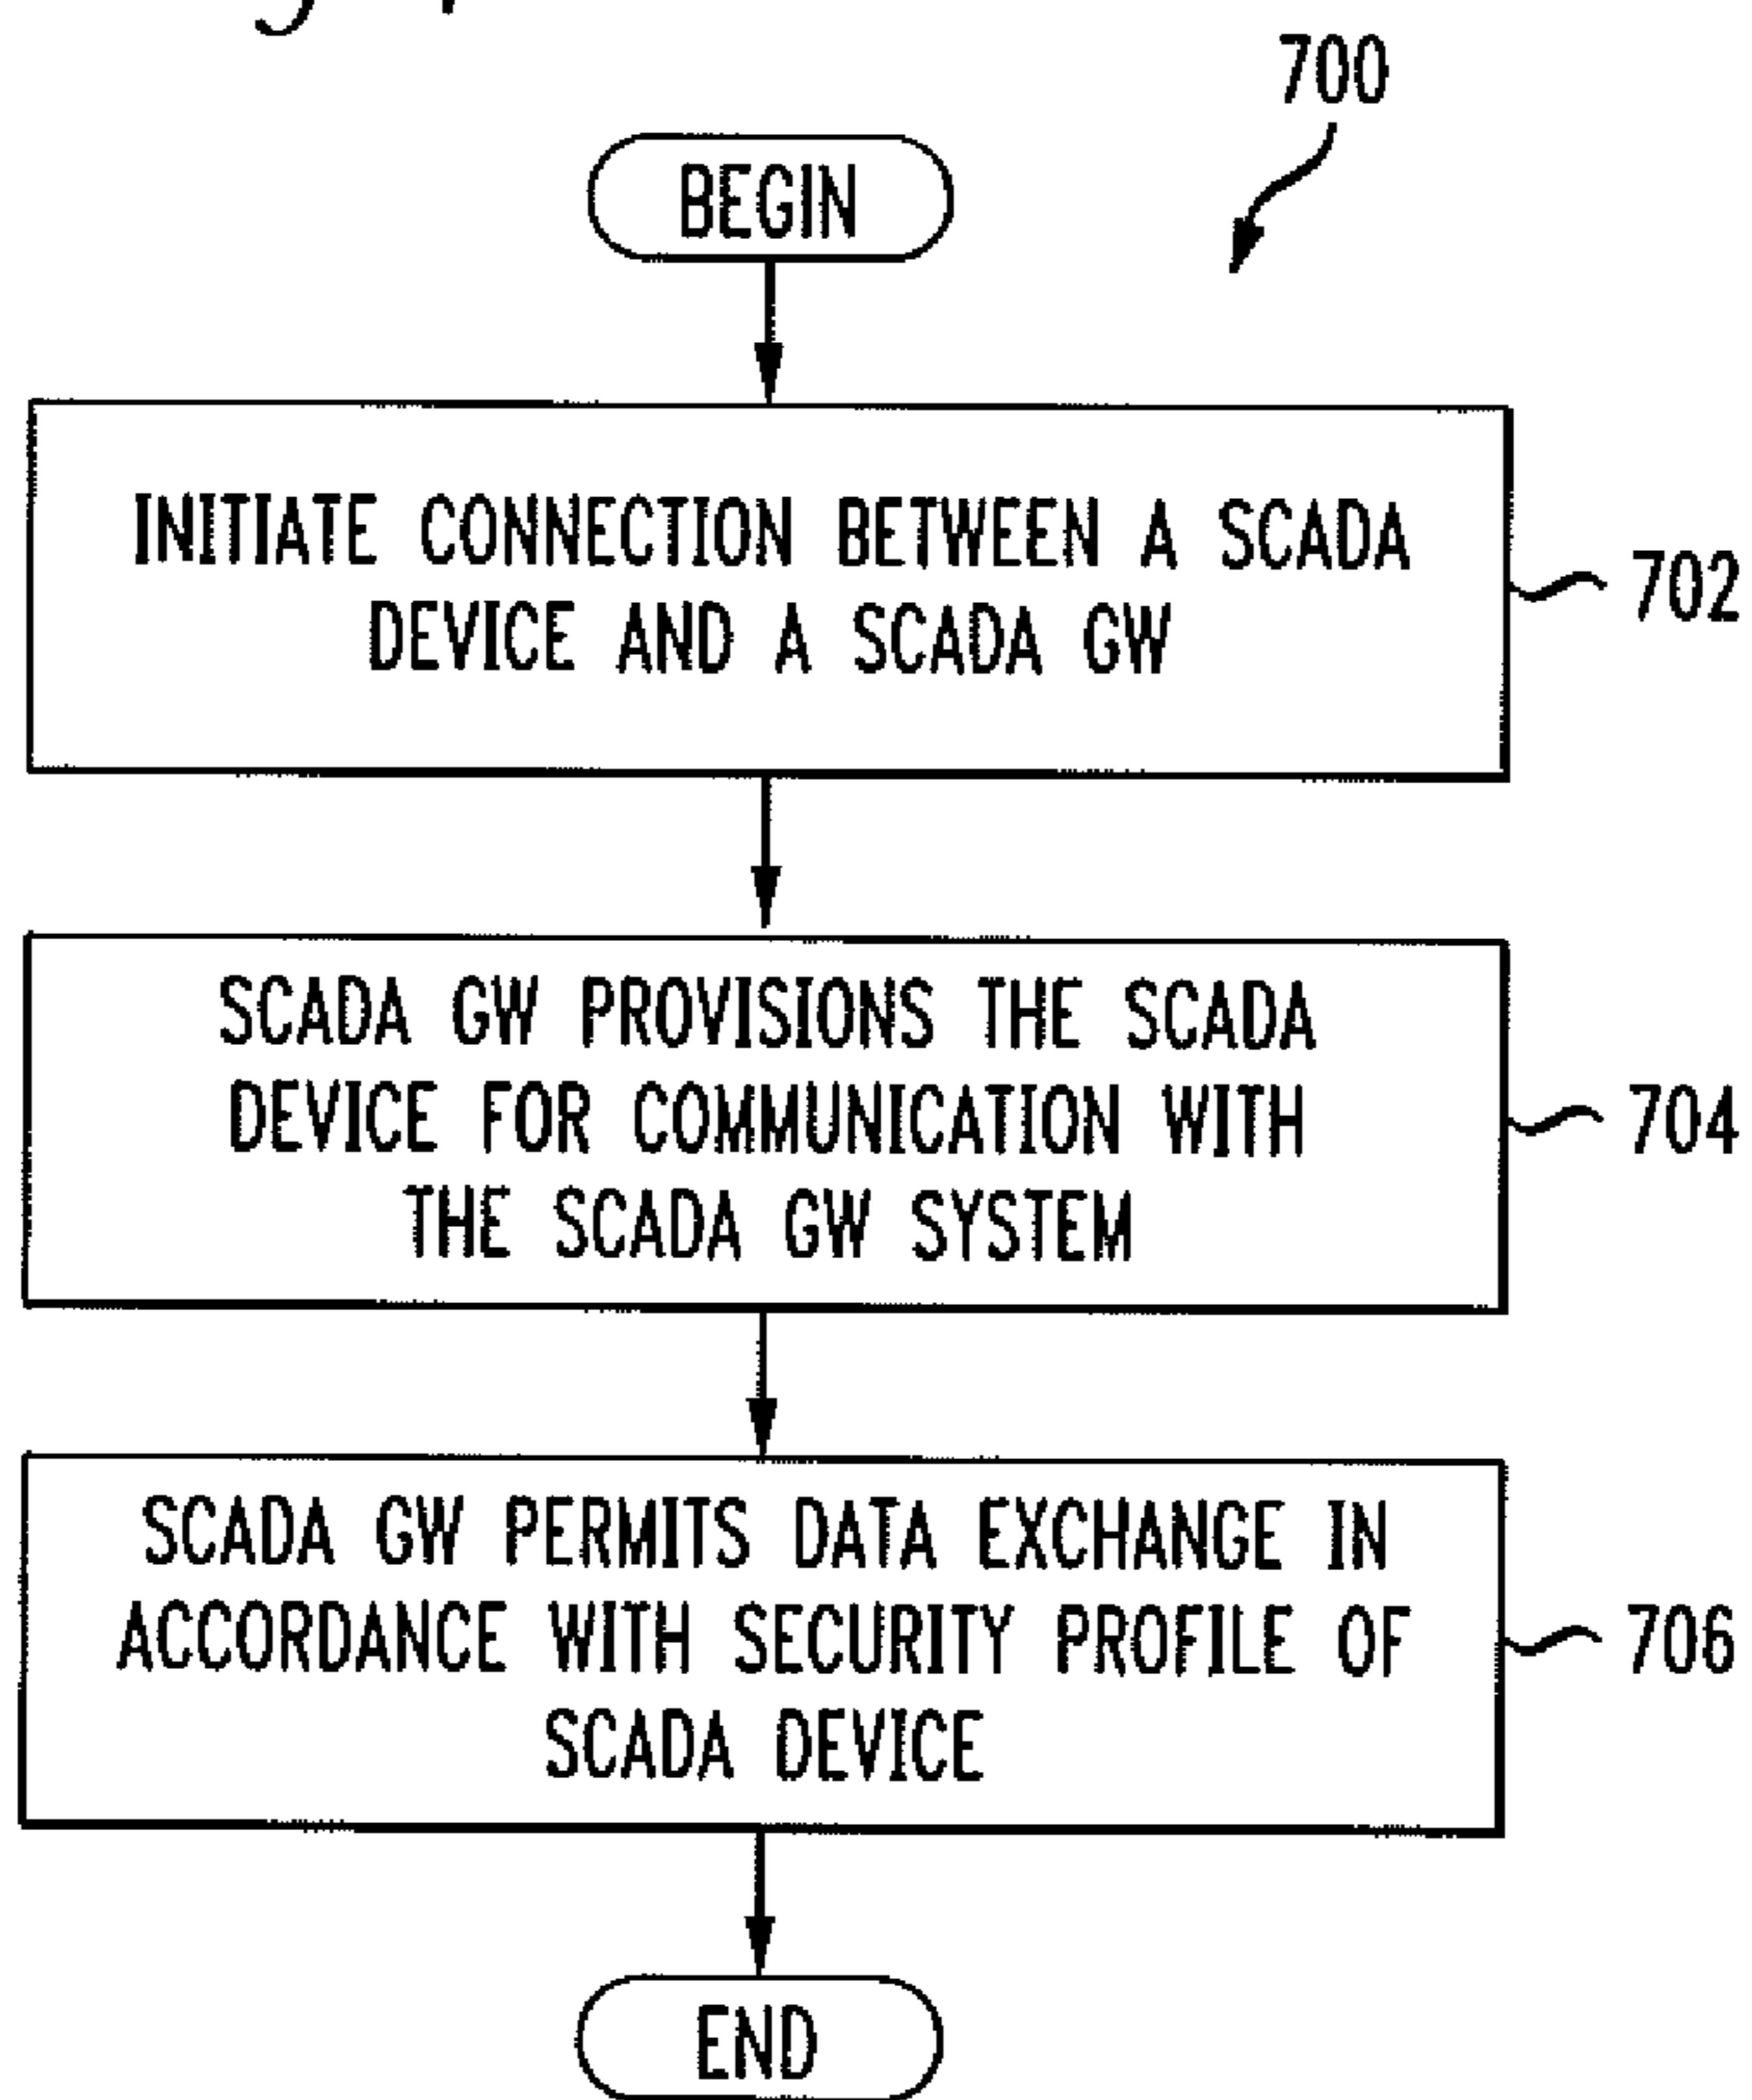 700
BEGIN
INITIATE CONNECTION BETWEEN A SCADA
DEVICE AND A SCADA GW
702
SCADA GW PROVISIONS THE SCADA
DEVICE FOR COMMUNICATION WITH
THE SCADA GW SYSTEM
704
SCADA GW PERMITS DATA EXCHANGE IN
ACCORDANCE WITH SECURITY PROFILE OF
SCADA DEVICE
706
END